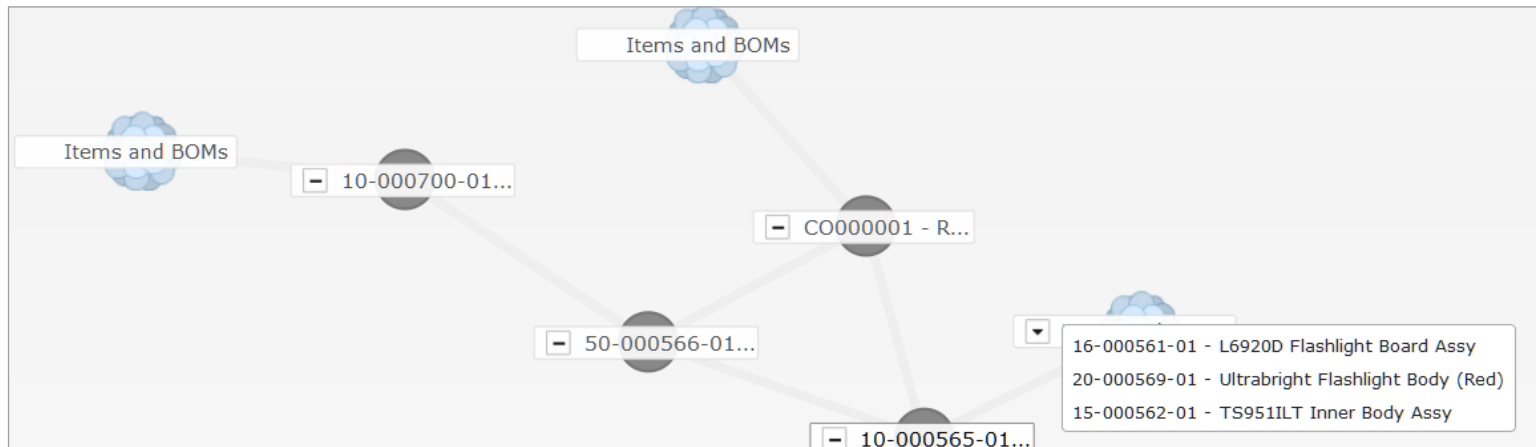 Items and BOMs
Items and BOMs
10-000700-01...
CO000001 - R...
50-000566-01...
16-000561-01 - L6920D Flashlight Board Assy
20-000569-01 - Ultrabright Flashlight Body (Red)
15-000562-01 - TS951ILT Inner Body Assy
10-000565-01...